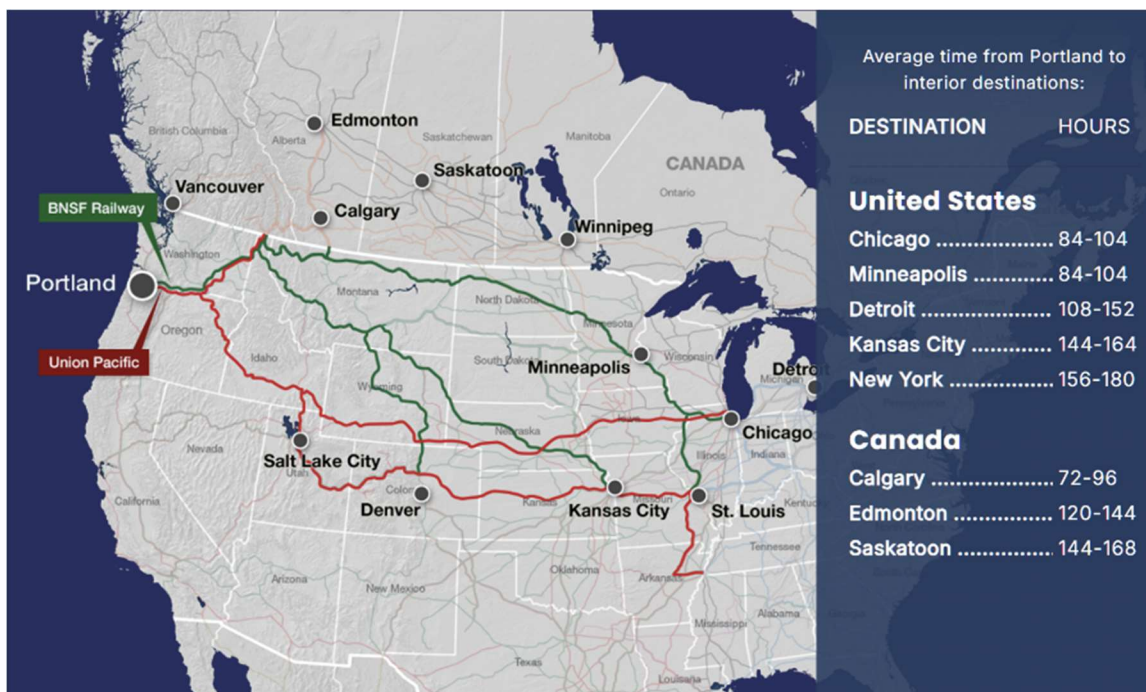 Average time from Portland to
interior destinations:
DESTINATION HOURS
United States
Chicago .................... 84-104
Minneapolis ............... 84-104
Detroit ...................... 108-152
Kansas City ............... 144-164
New York .................. 156-180
Canada
Calgary ..................... 72-96
Edmonton ................. 120-144
Saskatoon ................ 144-168
Edmonton
British Columbia
Alberta
Saskatchewan
Manitoba
CANADA
Saskatoon
Vancouver
Ontario
BNSF Railway
Calgary
Winnipeg
Washington
Portland
Montana
North Dakota
Oregon
Minnesota
Union Pacific
Idaho
South Dakota
Minneapolis
Wisconsin
Detroit
Michigan
Wyoming
Iowa
Nebraska
Chicago
Nevada
Salt Lake City
Utah
Illinois
Indiana
California
Denver
Kansas
Kansas City
Missouri
St. Louis
Tennessee
Arizona
New Mexico
Oklahoma
Arkansas
Mississippi
Alabama
Texas
Louisiana